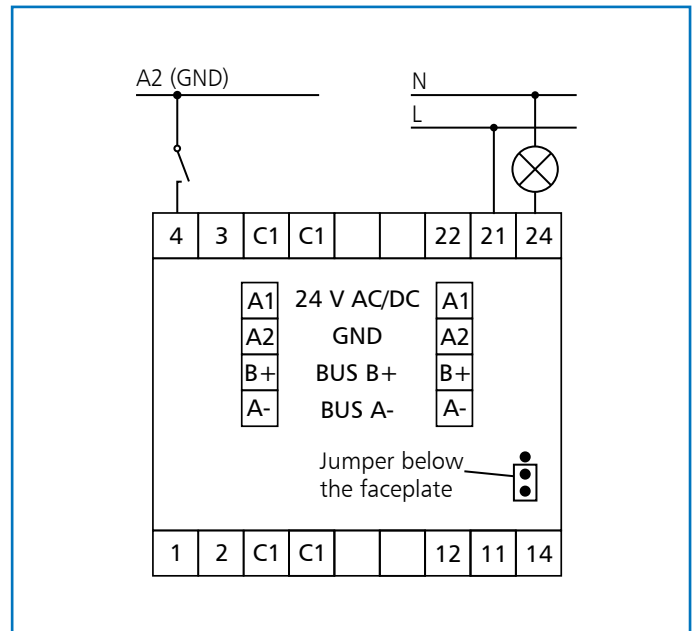 A2 (GND) N
L
4 3 C1 C1 22 21 24
A1 24 V AC/DC A1
A2 GND A2
B+ BUS B+ B+
A- BUS A- A-
Jumper below
the faceplate
1 2 C1 C1 12 11 14